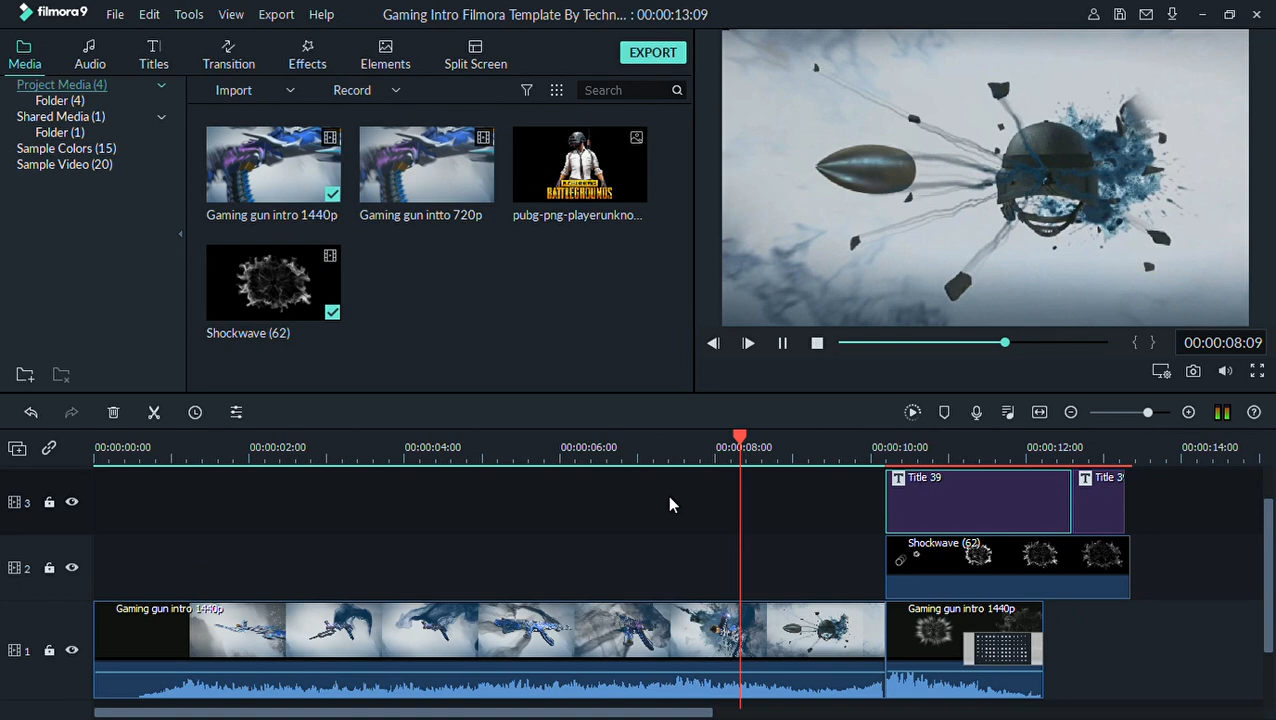 filmora9 File Edit Tools View Export Help Gaming Intro Filmora Template By Techn... : 00:00:13:09
Media Audio Titles Transition Effects Elements Split Screen EXPORT
Project Media (4)
Folder (4)
Shared Media (1)
Folder (1)
Sample Colors (15)
Sample Video (20)
Import Record Search
Gaming gun intro 1440p Gaming gun intto 720p pubg-png-playerunkno...
BATTLEGROUNDS
Shockwave (62)
00:00:08:09
00:00:00:00 00:00:02:00 00:00:04:00 00:00:06:00 00:00:08:00 00:00:10:00 00:00:12:00 00:00:14:00
3 T Title 39 T Title 39
2 Shockwave (62)
1 Gaming gun intro 1440p Gaming gun intro 1440p